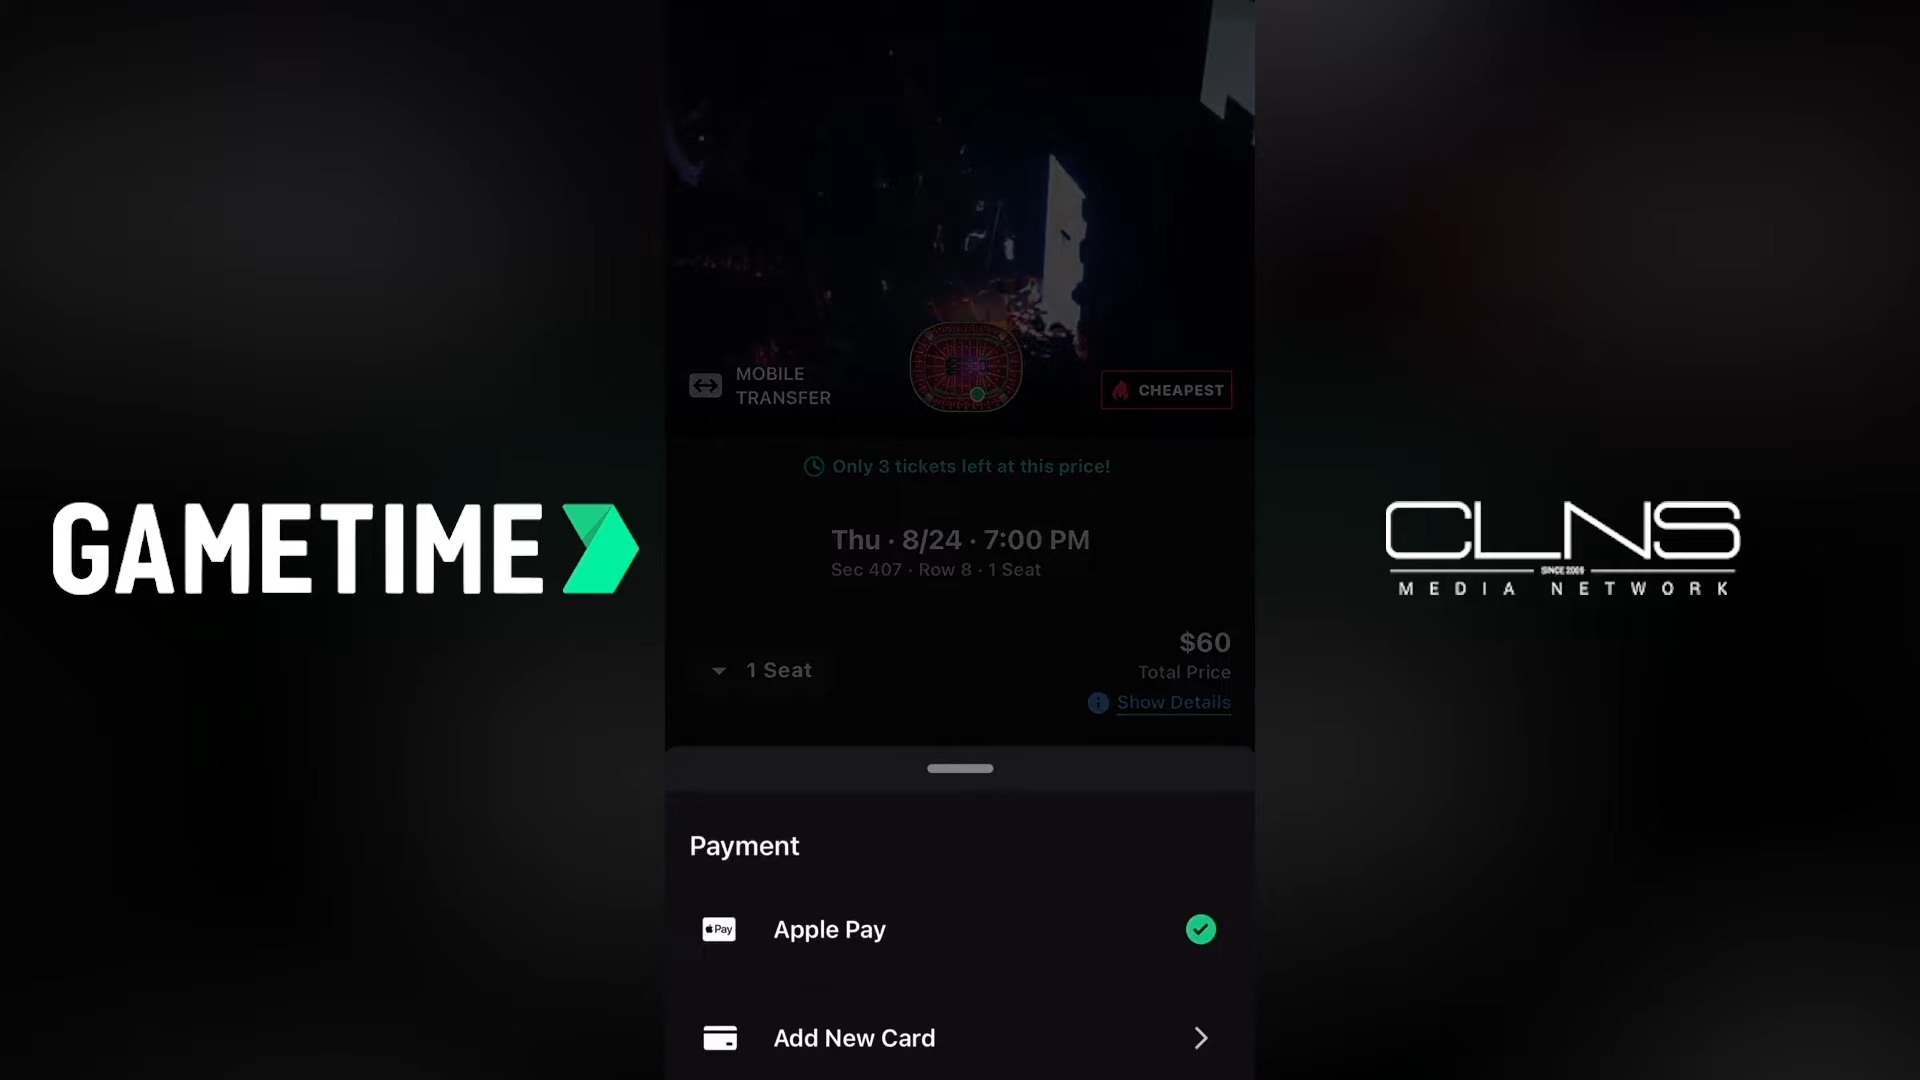 GAMETIME
MOBILE
TRANSFER
CHEAPEST
Only 3 tickets left at this price!
Thu · 8/24 · 7:00 PM
Sec 407 · Row 8 · 1 Seat
1 Seat
$60
Total Price
Show Details
Payment
Pay
Apple Pay
Add New Card
CLNS
SINCE 2009
MEDIA NETWORK